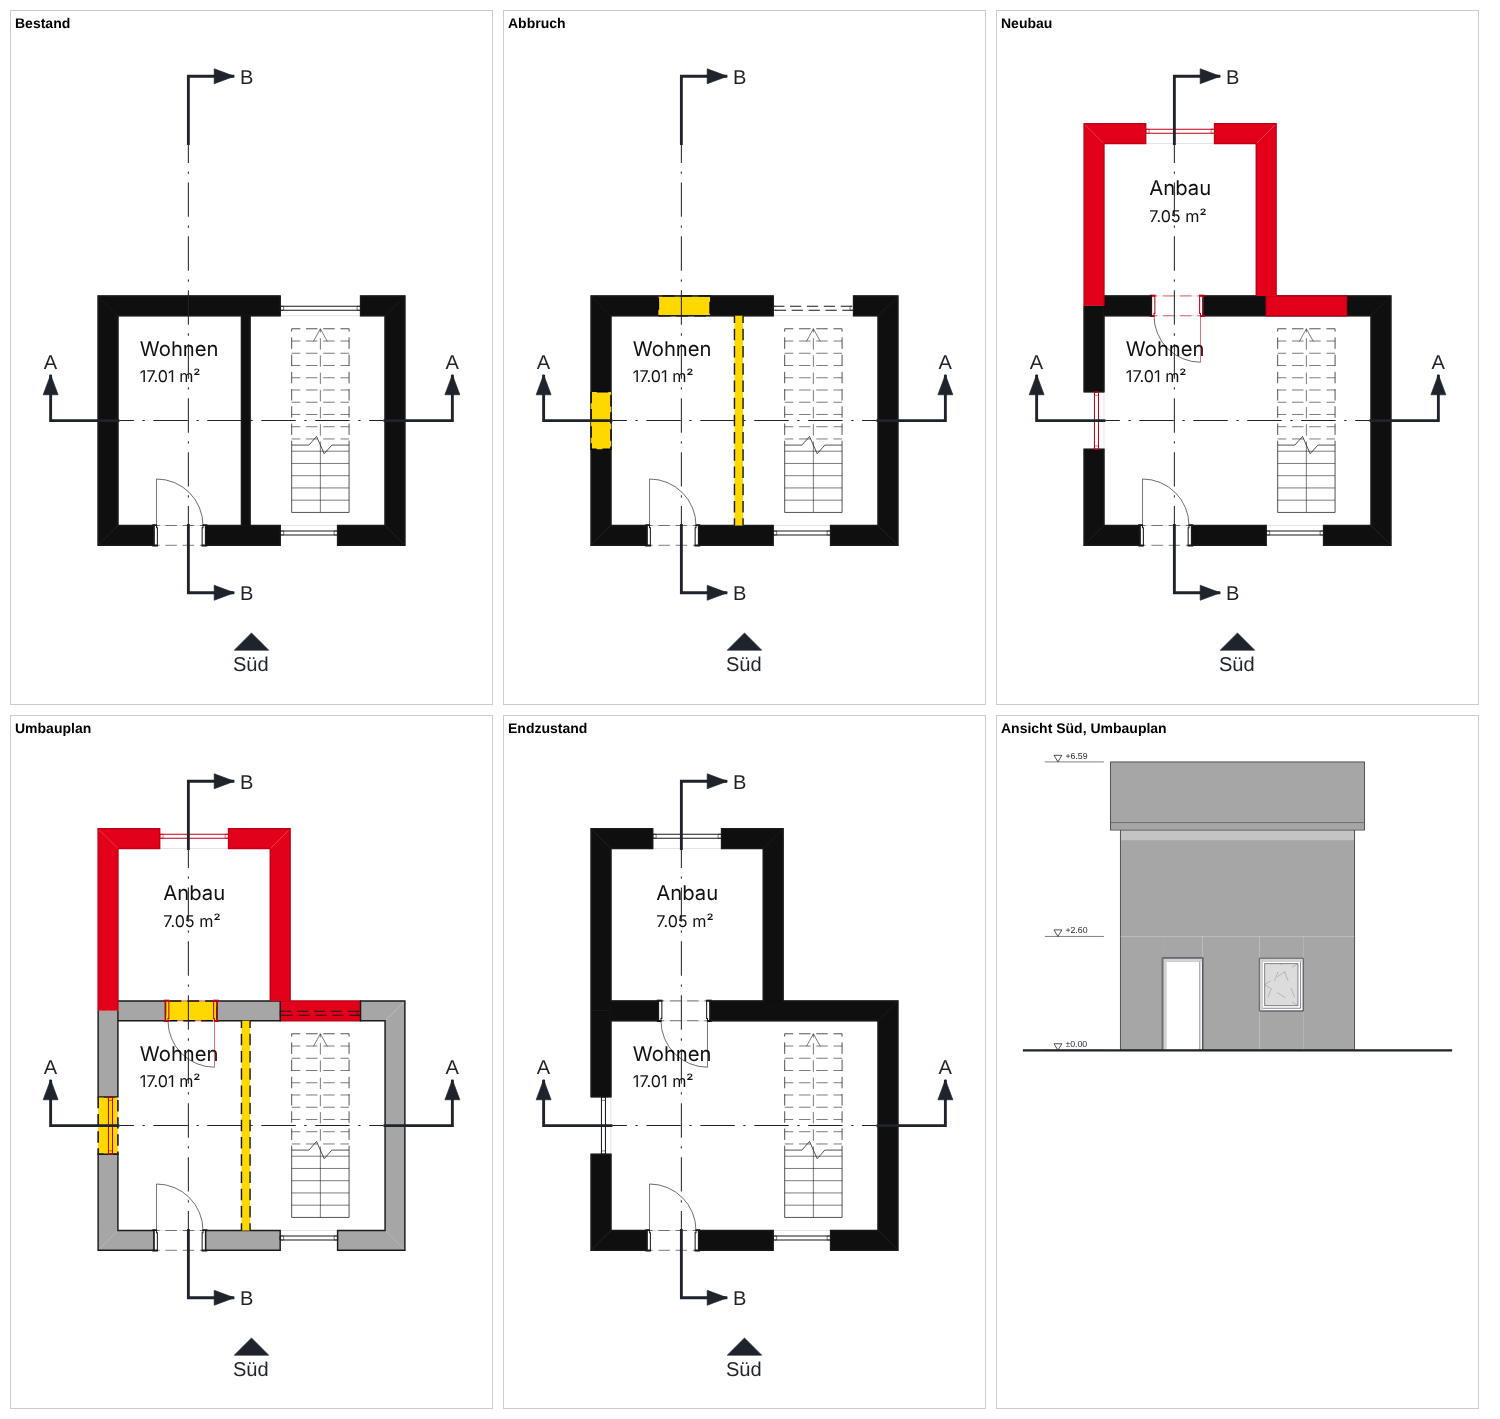 Bestand
B
Wohnen
17.01 m²
A
A
B
Süd
Abbruch
B
Wohnen
17.01 m²
A
A
B
Süd
Neubau
B
Anbau
7.05 m²
Wohnen
17.01 m²
A
A
B
Süd
Umbauplan
B
Anbau
7.05 m²
Wohnen
17.01 m²
A
A
B
Süd
Endzustand
B
Anbau
7.05 m²
Wohnen
17.01 m²
A
A
B
Süd
Ansicht Süd, Umbauplan
+6.59
+2.60
±0.00